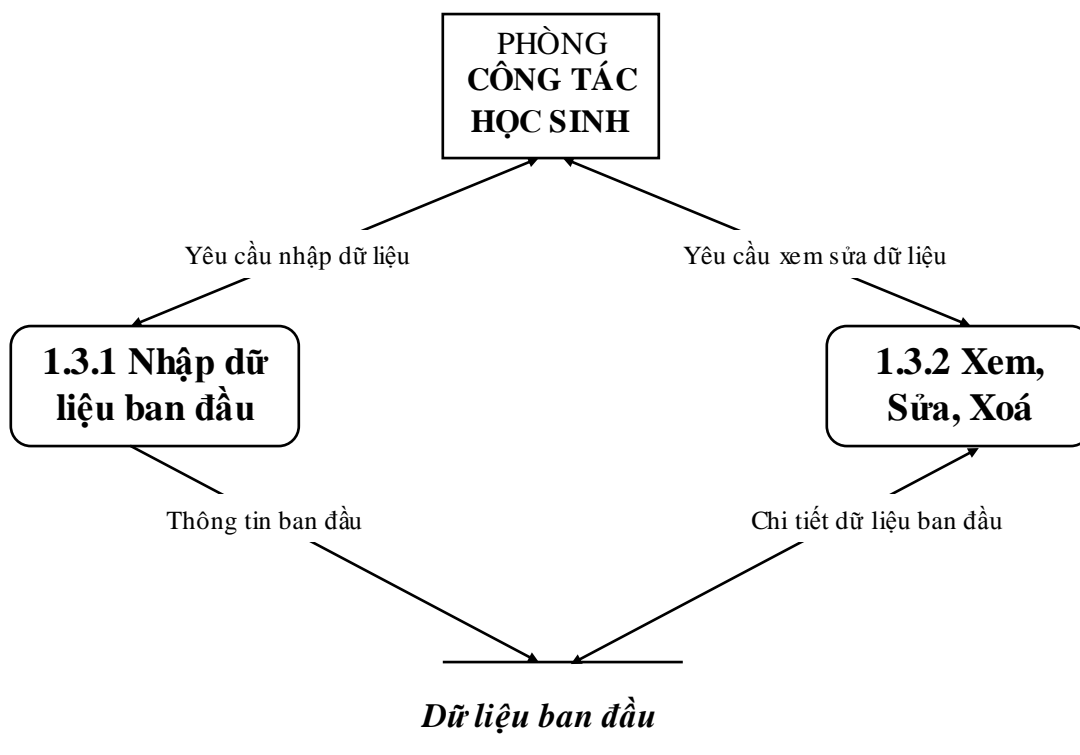 PHÒNG
CÔNG TÁC
HỌC SINH
Yêu cầu nhập dữ liệu
Yêu cầu xem sửa dữ liệu
1.3.1 Nhập dữ
liệu ban đầu
1.3.2 Xem,
Sửa, Xoá
Thông tin ban đầu
Chi tiết dữ liệu ban đầu
Dữ liệu ban đầu